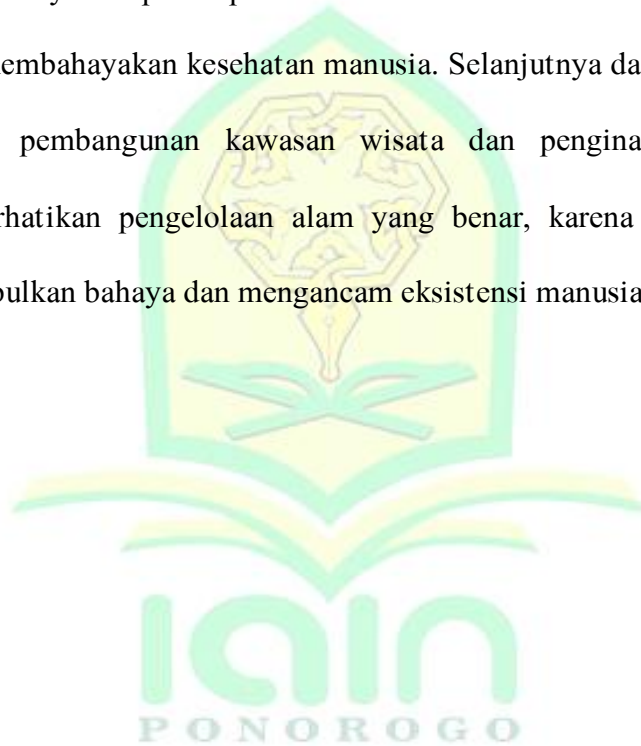 embahayakan kesehatan manusia. Selanjutnya da
pembangunan kawasan wisata dan pengina
rhatikan pengelolaan alam yang benar, karena
bulkan bahaya dan mengancam eksistensi manusia
iain
PONOROGO